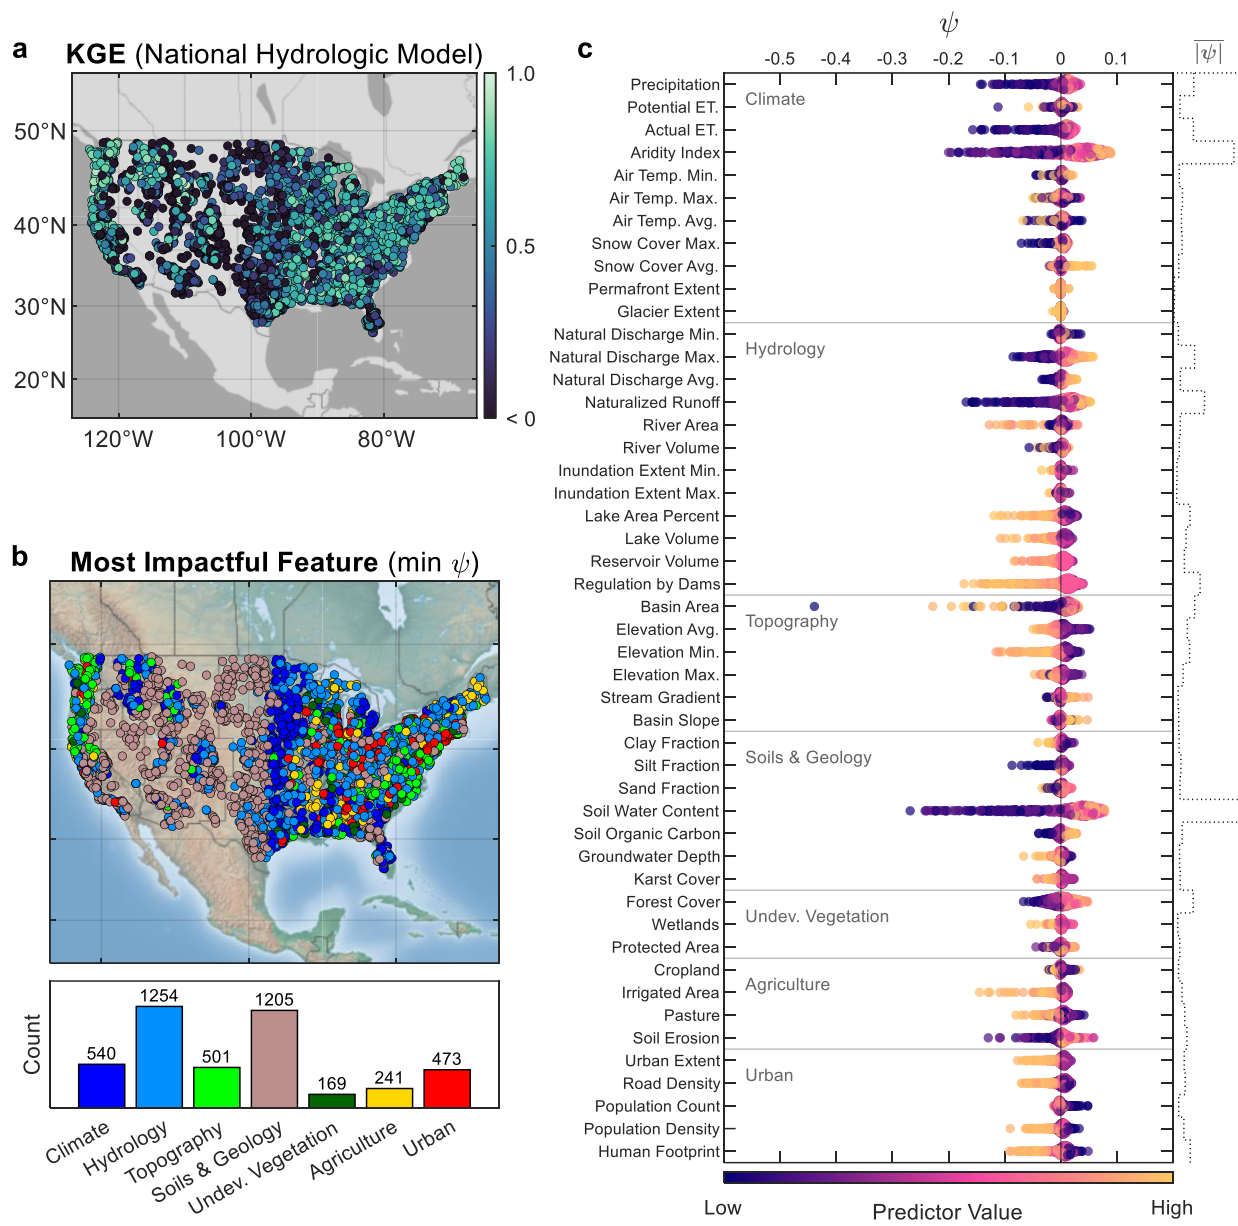 a
KGE (National Hydrologic Model)
1.0
0.5
< 0
50°N
40°N
30°N
20°N
120°W
100°W
80°W
b
Most Impactful Feature (min ψ)
Count
540
1254
501
1205
169
241
473
Climate
Hydrology
Topography
Soils & Geology
Undev. Vegetation
Agriculture
Urban
c
ψ
|ψ|
-0.5
-0.4
-0.3
-0.2
-0.1
0
0.1
Climate
Precipitation
Potential ET.
Actual ET.
Aridity Index
Air Temp. Min.
Air Temp. Max.
Air Temp. Avg.
Snow Cover Max.
Snow Cover Avg.
Permafront Extent
Glacier Extent
Hydrology
Natural Discharge Min.
Natural Discharge Max.
Natural Discharge Avg.
Naturalized Runoff
River Area
River Volume
Inundation Extent Min.
Inundation Extent Max.
Lake Area Percent
Lake Volume
Reservoir Volume
Regulation by Dams
Topography
Basin Area
Elevation Avg.
Elevation Min.
Elevation Max.
Stream Gradient
Basin Slope
Soils & Geology
Clay Fraction
Silt Fraction
Sand Fraction
Soil Water Content
Soil Organic Carbon
Groundwater Depth
Karst Cover
Undev. Vegetation
Forest Cover
Wetlands
Protected Area
Agriculture
Cropland
Irrigated Area
Pasture
Soil Erosion
Urban
Urban Extent
Road Density
Population Count
Population Density
Human Footprint
Low
Predictor Value
High